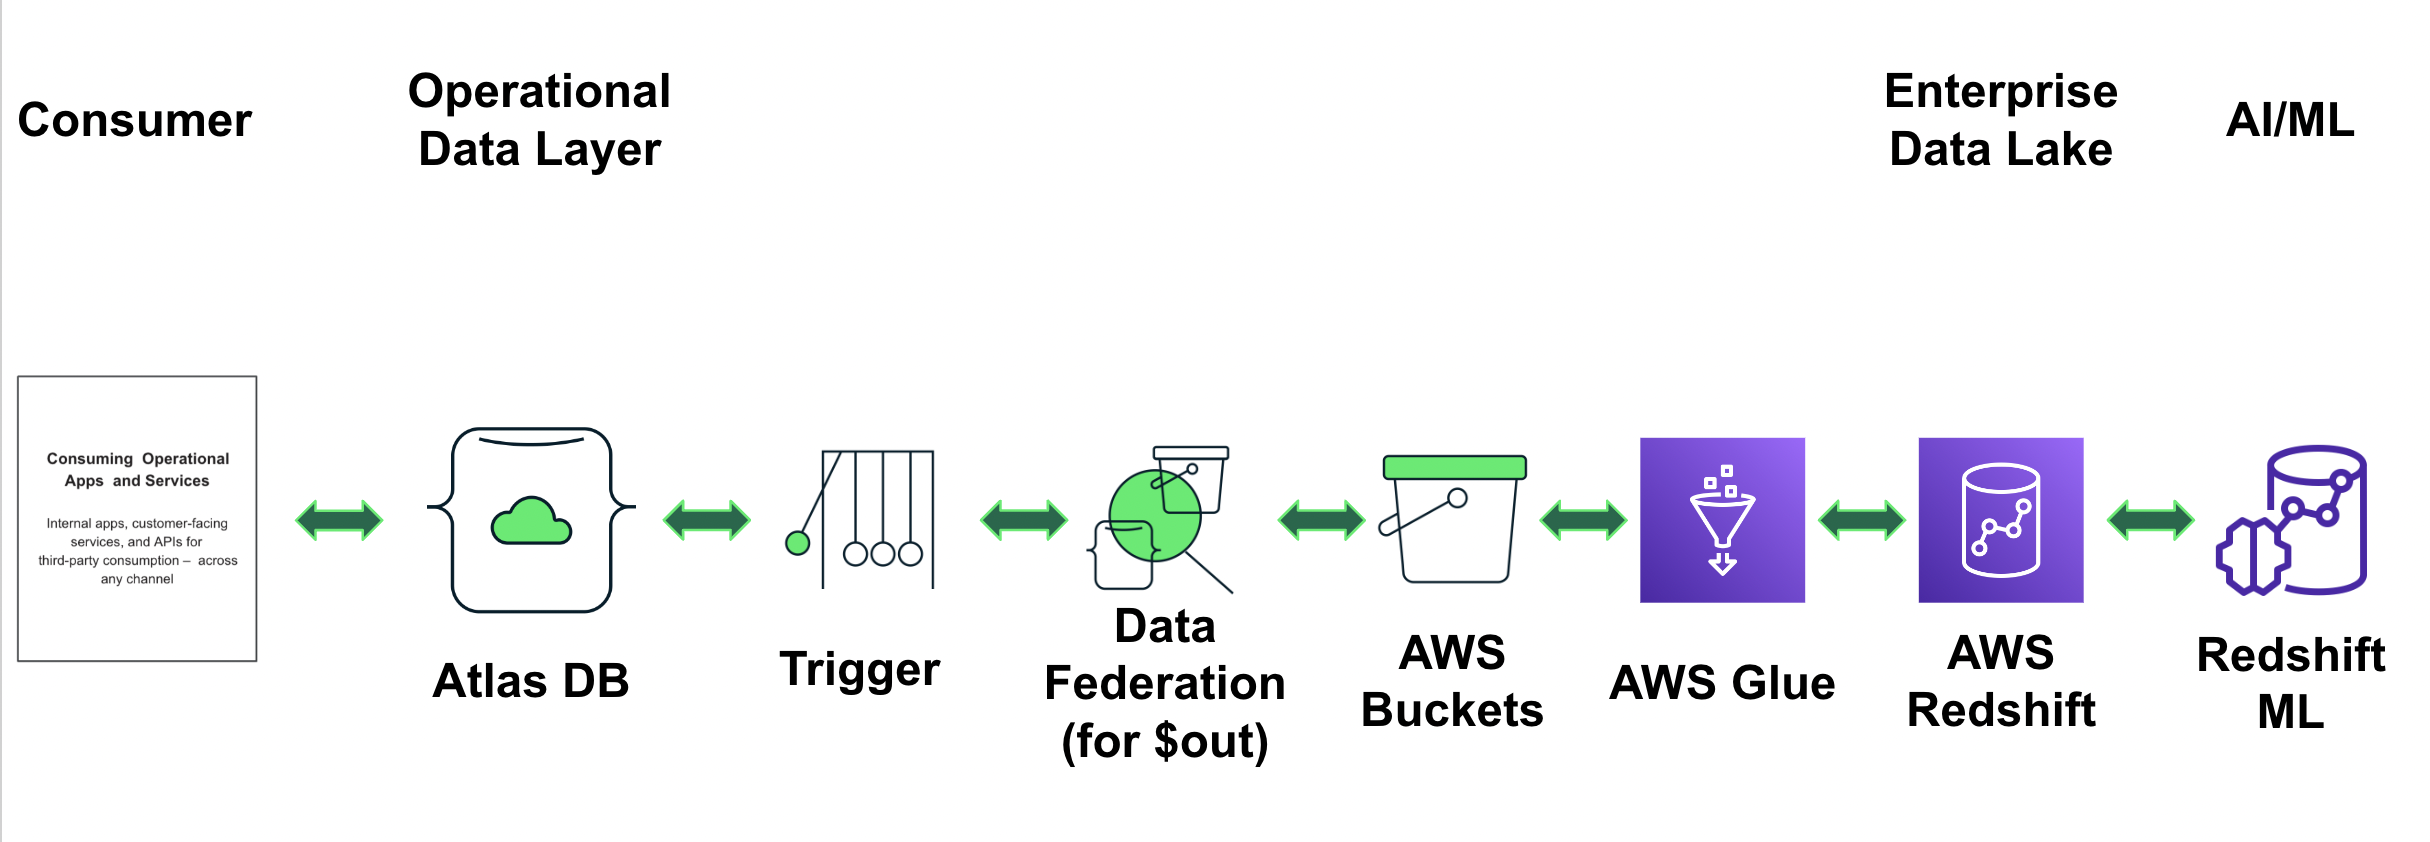 Consumer
Operational
Data Layer
Enterprise
Data Lake
AI/ML
Consuming Operational
Apps and Services
Internal apps, customer-facing
services, and APIs for
third-party consumption – across
any channel
Atlas DB
Trigger
Data
Federation
(for $out)
AWS
Buckets
AWS Glue
AWS
Redshift
Redshift
ML